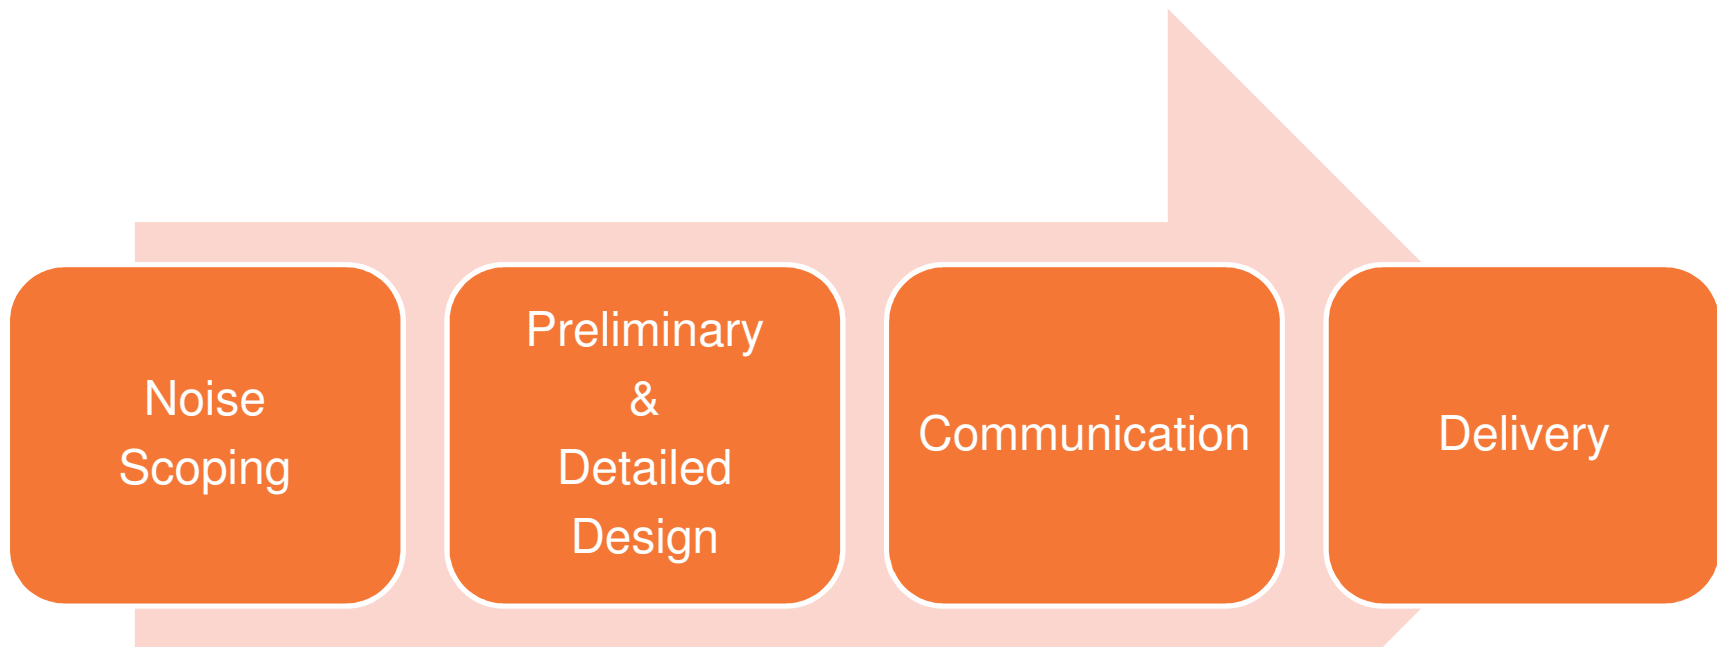 Noise
Scoping
Preliminary
&
Detailed
Design
Communication
Delivery